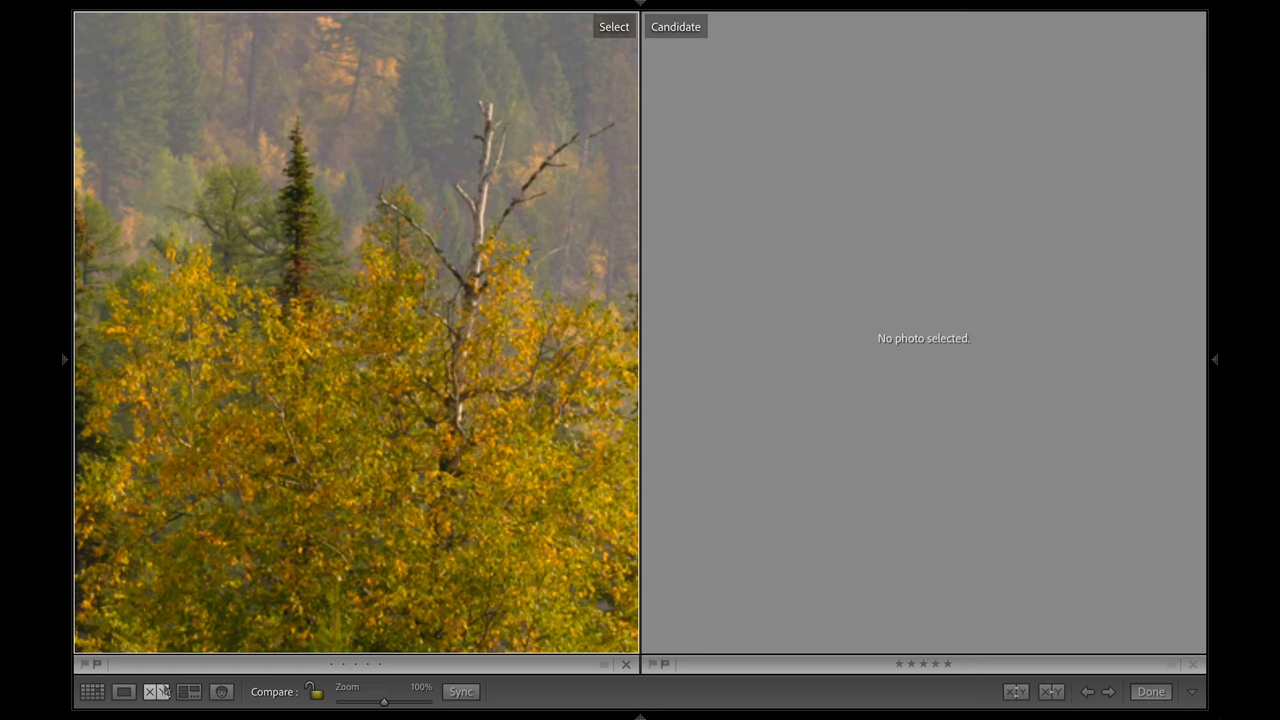 Select
Candidate
No photo selected.
Compare :
Zoom
100%
Sync
Done